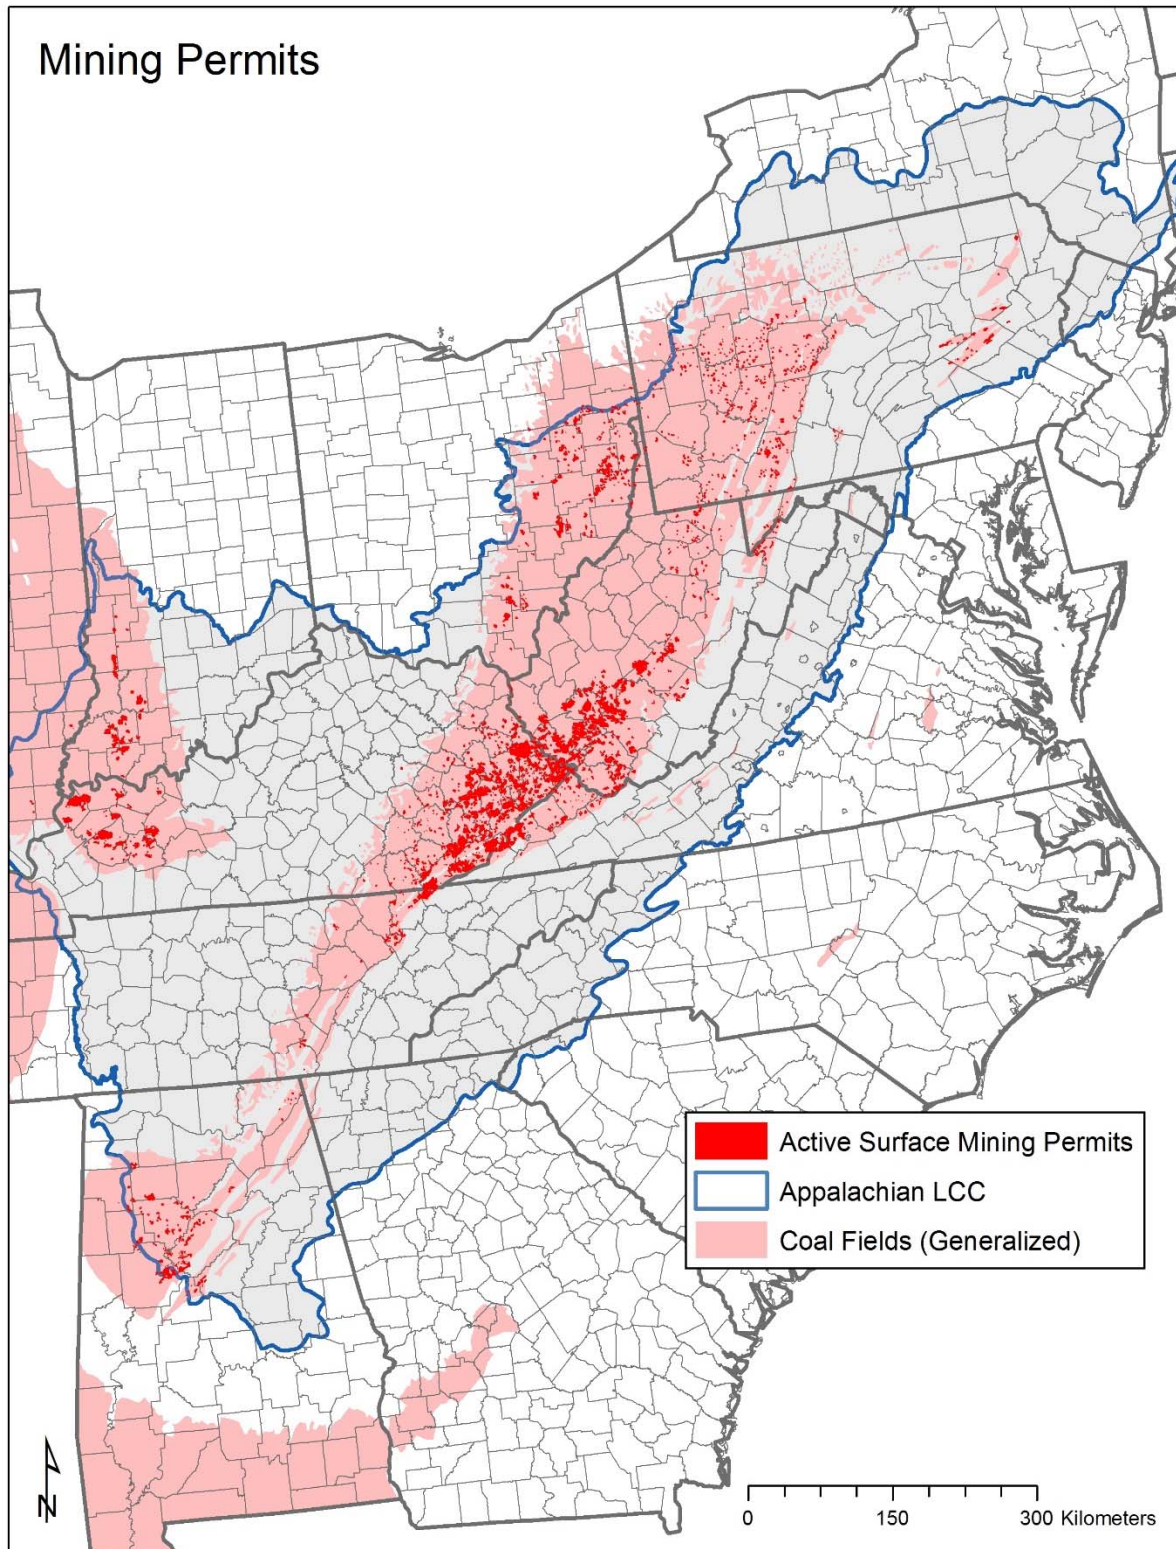 Mining Permits
Active Surface Mining Permits
Appalachian LCC
Coal Fields (Generalized)
N
0 150 300 Kilometers